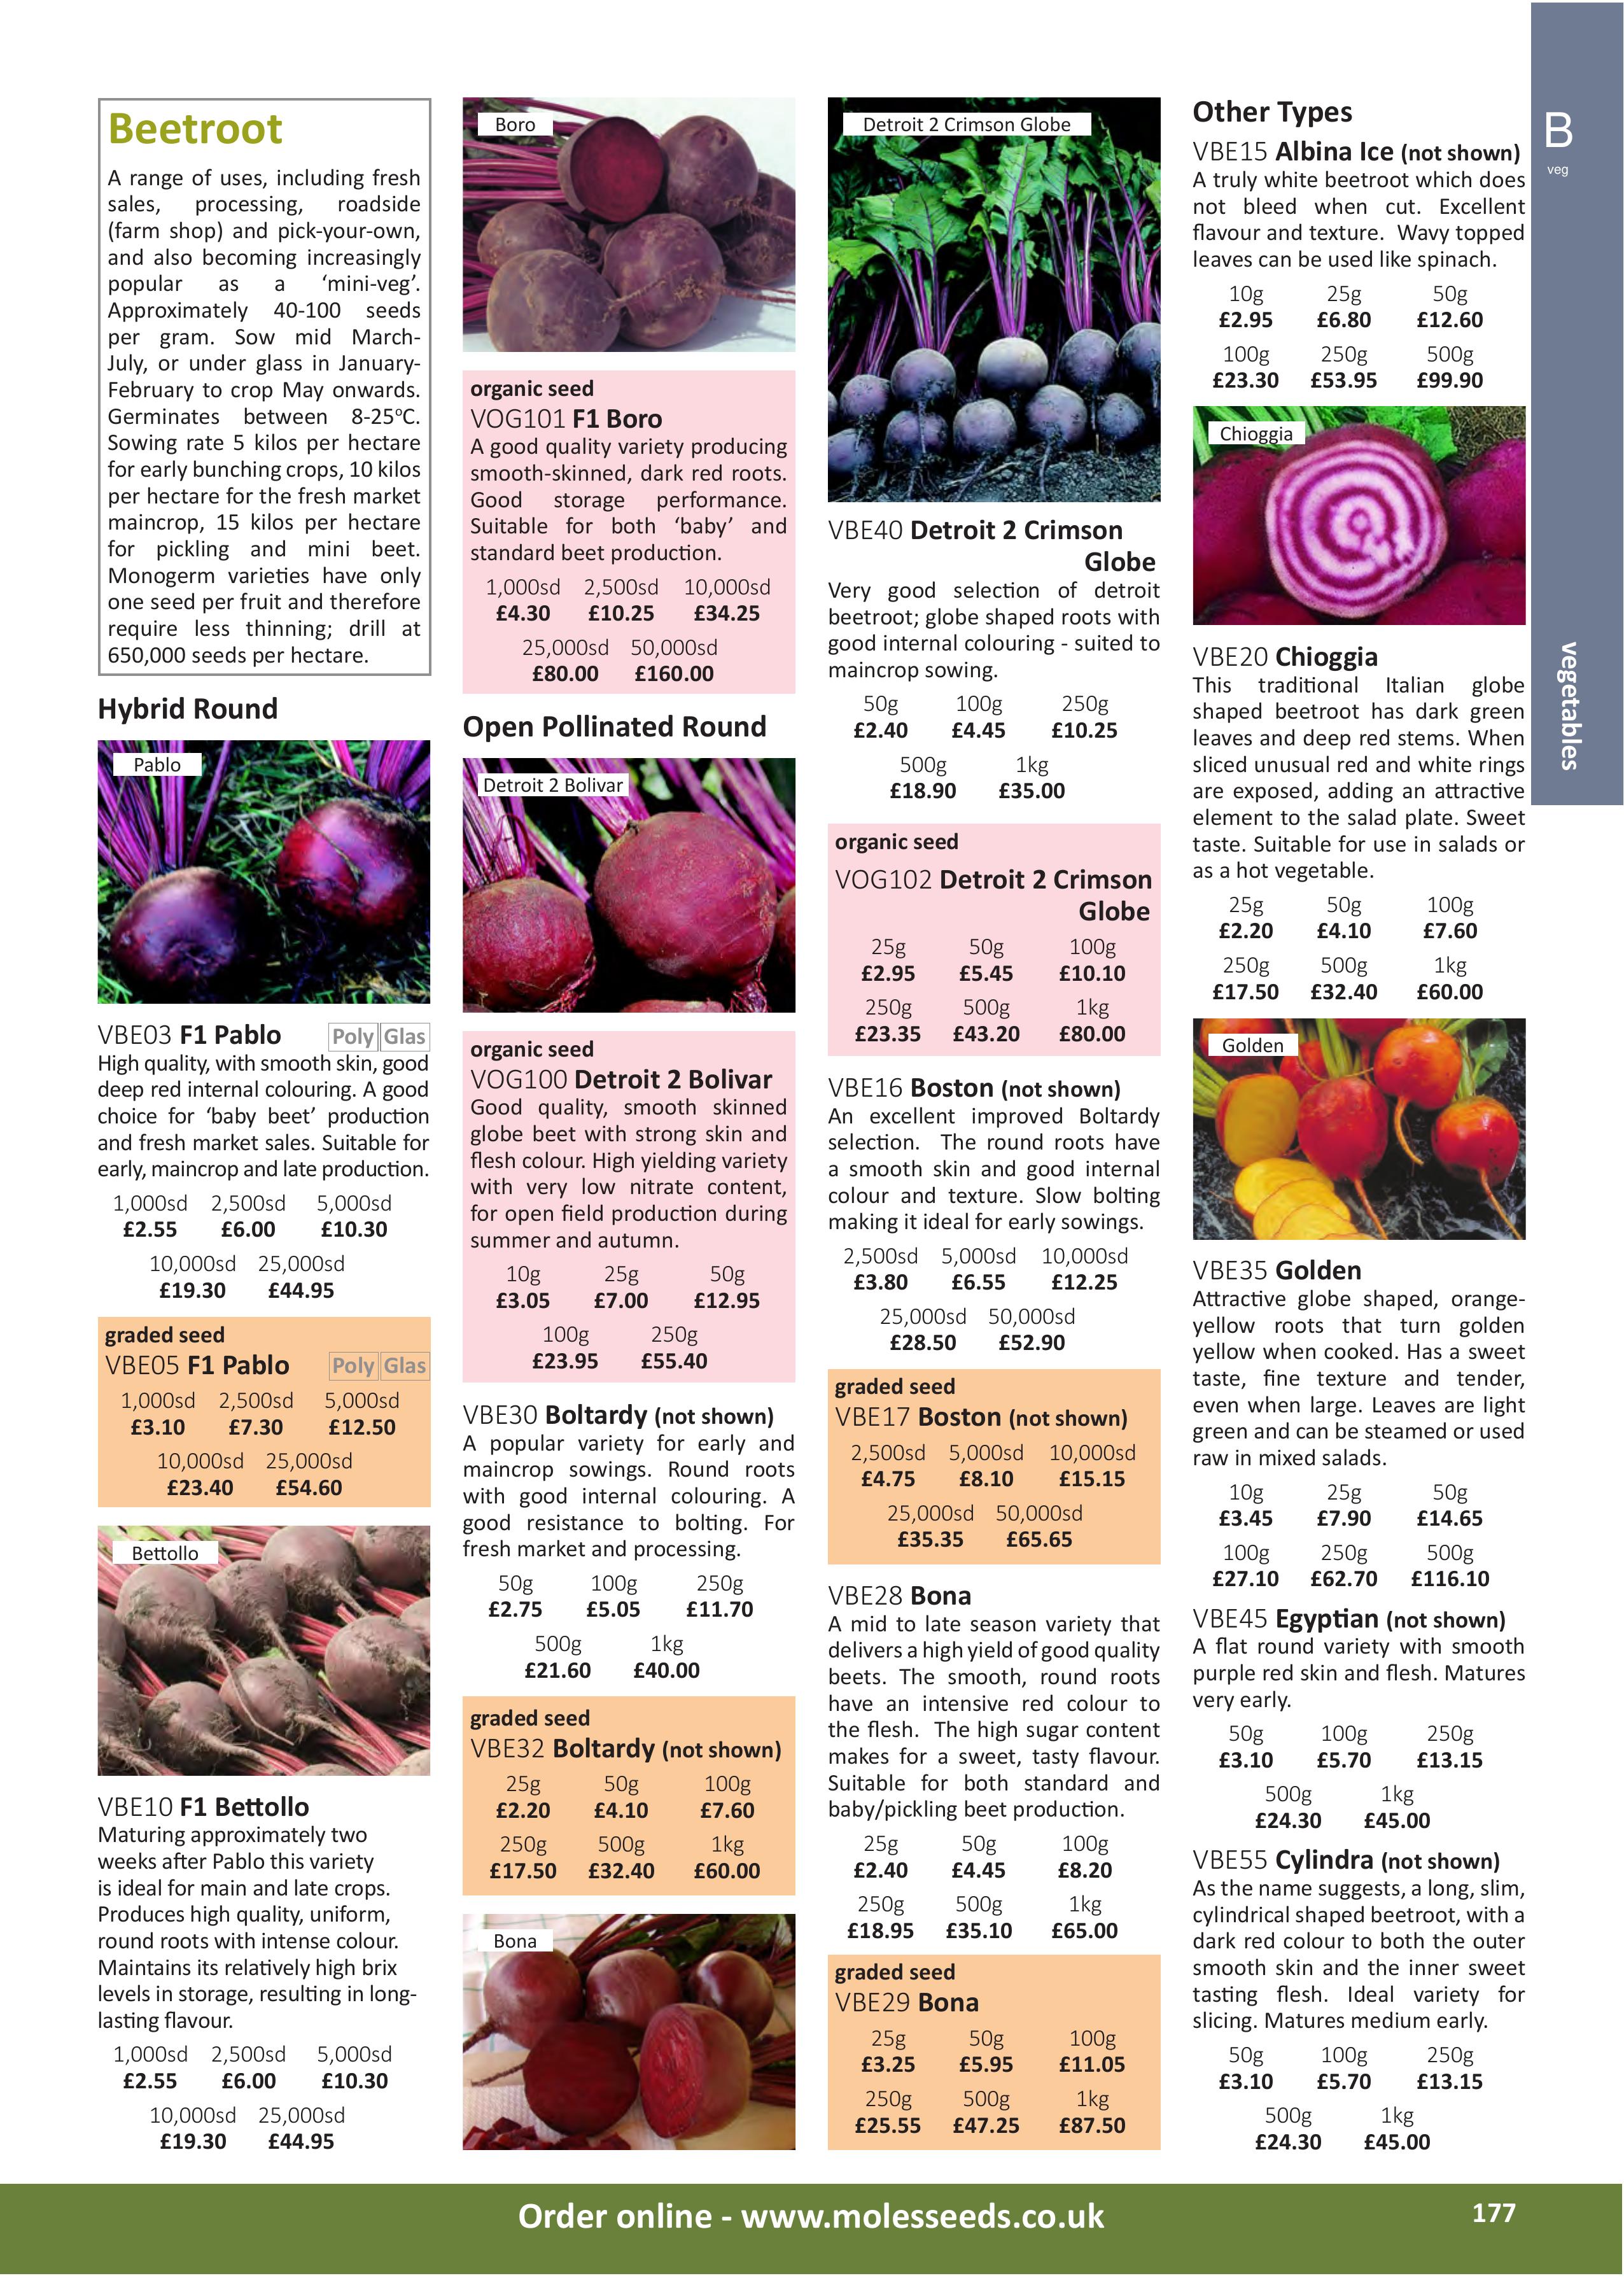 Beetroot
A range of uses, including fresh
sales, processing, roadside
(farm shop) and pick-your-own,
and also becoming increasingly
popular as a ‘mini-veg’.
Approximately 40-100 seeds
per gram. Sow mid March-
July, or under glass in January-
February to crop May onwards.
Germinates between 8-25°C.
Sowing rate 5 kilos per hectare
for early bunching crops, 10 kilos
per hectare for the fresh market
maincrop, 15 kilos per hectare
for pickling and mini beet.
Monogerm varieties have only
one seed per fruit and therefore
require less thinning; drill at
650,000 seeds per hectare.
Hybrid Round
Pablo
VBE03 F1 Pablo Poly Glas
High quality, with smooth skin, good
deep red internal colouring. A good
choice for ‘baby beet’ production
and fresh market sales. Suitable for
early, maincrop and late production.
1,000sd 2,500sd 5,000sd
£2.55 £6.00 £10.30
10,000sd 25,000sd
£19.30 £44.95
graded seed
VBE05 F1 Pablo Poly Glas
1,000sd 2,500sd 5,000sd
£3.10 £7.30 £12.50
10,000sd 25,000sd
£23.40 £54.60
Bettollo
VBE10 F1 Bettollo
Maturing approximately two
weeks after Pablo this variety
is ideal for main and late crops.
Produces high quality, uniform,
round roots with intense colour.
Maintains its relatively high brix
levels in storage, resulting in long-
lasting flavour.
1,000sd 2,500sd 5,000sd
£2.55 £6.00 £10.30
10,000sd 25,000sd
£19.30 £44.95
Boro
organic seed
VOG101 F1 Boro
A good quality variety producing
smooth-skinned, dark red roots.
Good storage performance.
Suitable for both ‘baby’ and
standard beet production.
1,000sd 2,500sd 10,000sd
£4.30 £10.25 £34.25
25,000sd 50,000sd
£80.00 £160.00
Open Pollinated Round
Detroit 2 Bolivar
organic seed
VOG100 Detroit 2 Bolivar
Good quality, smooth skinned
globe beet with strong skin and
flesh colour. High yielding variety
with very low nitrate content,
for open field production during
summer and autumn.
10g 25g 50g
£3.05 £7.00 £12.95
100g 250g
£23.95 £55.40
VBE30 Boltardy (not shown)
A popular variety for early and
maincrop sowings. Round roots
with good internal colouring. A
good resistance to bolting. For
fresh market and processing.
50g 100g 250g
£2.75 £5.05 £11.70
500g 1kg
£21.60 £40.00
graded seed
VBE32 Boltardy (not shown)
25g 50g 100g
£2.20 £4.10 £7.60
250g 500g 1kg
£17.50 £32.40 £60.00
Bona
Detroit 2 Crimson Globe
VBE40 Detroit 2 Crimson
Globe
Very good selection of detroit
beetroot; globe shaped roots with
good internal colouring - suited to
maincrop sowing.
50g 100g 250g
£2.40 £4.45 £10.25
500g 1kg
£18.90 £35.00
organic seed
VOG102 Detroit 2 Crimson
Globe
25g 50g 100g
£2.95 £5.45 £10.10
250g 500g 1kg
£23.35 £43.20 £80.00
VBE16 Boston (not shown)
An excellent improved Boltardy
selection. The round roots have
a smooth skin and good internal
colour and texture. Slow bolting
making it ideal for early sowings.
2,500sd 5,000sd 10,000sd
£3.80 £6.55 £12.25
25,000sd 50,000sd
£28.50 £52.90
graded seed
VBE17 Boston (not shown)
2,500sd 5,000sd 10,000sd
£4.75 £8.10 £15.15
25,000sd 50,000sd
£35.35 £65.65
VBE28 Bona
A mid to late season variety that
delivers a high yield of good quality
beets. The smooth, round roots
have an intensive red colour to
the flesh. The high sugar content
makes for a sweet, tasty flavour.
Suitable for both standard and
baby/pickling beet production.
25g 50g 100g
£2.40 £4.45 £8.20
250g 500g 1kg
£18.95 £35.10 £65.00
graded seed
VBE29 Bona
25g 50g 100g
£3.25 £5.95 £11.05
250g 500g 1kg
£25.55 £47.25 £87.50
Other Types
VBE15 Albina Ice (not shown)
A truly white beetroot which does
not bleed when cut. Excellent
flavour and texture. Wavy topped
leaves can be used like spinach.
10g 25g 50g
£2.95 £6.80 £12.60
100g 250g 500g
£23.30 £53.95 £99.90
Chioggia
VBE20 Chioggia
This traditional Italian globe
shaped beetroot has dark green
leaves and deep red stems. When
sliced unusual red and white rings
are exposed, adding an attractive
element to the salad plate. Sweet
taste. Suitable for use in salads or
as a hot vegetable.
25g 50g 100g
£2.20 £4.10 £7.60
250g 500g 1kg
£17.50 £32.40 £60.00
Golden
VBE35 Golden
Attractive globe shaped, orange-
yellow roots that turn golden
yellow when cooked. Has a sweet
taste, fine texture and tender,
even when large. Leaves are light
green and can be steamed or used
raw in mixed salads.
10g 25g 50g
£3.45 £7.90 £14.65
100g 250g 500g
£27.10 £62.70 £116.10
VBE45 Egyptian (not shown)
A flat round variety with smooth
purple red skin and flesh. Matures
very early.
50g 100g 250g
£3.10 £5.70 £13.15
500g 1kg
£24.30 £45.00
VBE55 Cylindra (not shown)
As the name suggests, a long, slim,
cylindrical shaped beetroot, with a
dark red colour to both the outer
smooth skin and the inner sweet
tasting flesh. Ideal variety for
slicing. Matures medium early.
50g 100g 250g
£3.10 £5.70 £13.15
500g 1kg
£24.30 £45.00
B
veg
vegetables
Order online - www.molesseeds.co.uk
177